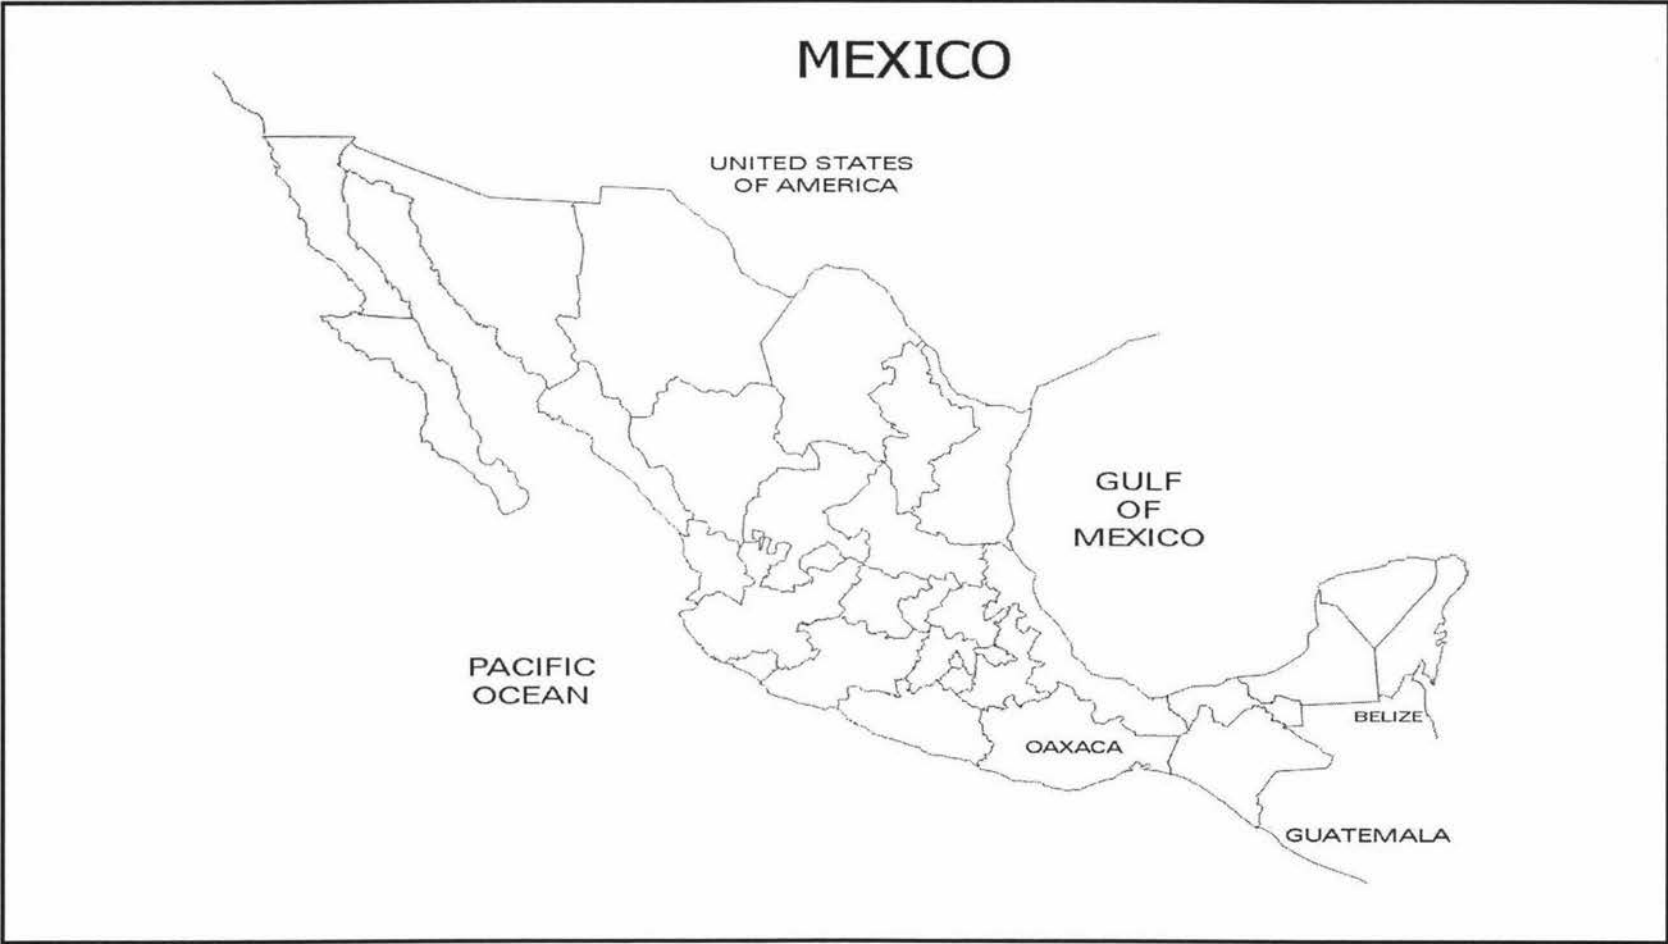 MEXICO
UNITED STATES
OF AMERICA
GULF
OF
MEXICO
PACIFIC
OCEAN
BELIZE
OAXACA
GUATEMALA